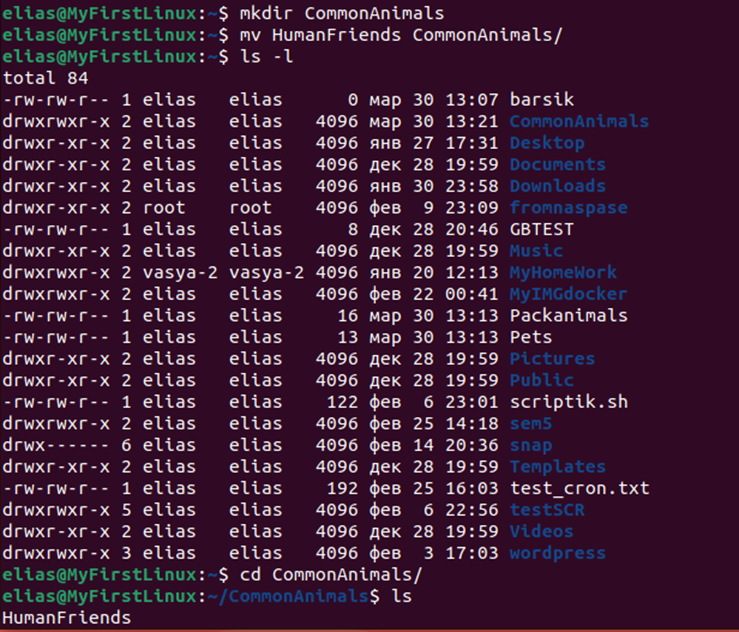 elias@MyFirstLinux:~$ mkdir CommonAnimals
elias@MyFirstLinux:~$ mv HumanFriends CommonAnimals/
elias@MyFirstLinux:~$ ls -l
total 84
-rw-rw-r-- 1 elias   elias      0 мар 30 13:07 barsik
drwxrwxr-x 2 elias   elias   4096 мар 30 13:21 CommonAnimals
drwxr-xr-x 2 elias   elias   4096 янв 27 17:31 Desktop
drwxr-xr-x 2 elias   elias   4096 дек 28 19:59 Documents
drwxr-xr-x 2 elias   elias   4096 янв 30 23:58 Downloads
drwxr-xr-x 2 root    root    4096 фев  9 23:09 fromnaspase
-rw-rw-r-- 1 elias   elias      8 дек 28 20:46 GBTEST
drwxr-xr-x 2 elias   elias   4096 дек 28 19:59 Music
drwxrwxr-x 2 vasya-2 vasya-2 4096 янв 20 12:13 MyHomeWork
drwxrwxr-x 2 elias   elias   4096 фев 22 00:41 MyIMGdocker
-rw-rw-r-- 1 elias   elias     16 мар 30 13:13 Packanimals
-rw-rw-r-- 1 elias   elias     13 мар 30 13:13 Pets
drwxr-xr-x 2 elias   elias   4096 дек 28 19:59 Pictures
drwxr-xr-x 2 elias   elias   4096 дек 28 19:59 Public
-rw-rw-r-- 1 elias   elias    122 фев  6 23:01 scriptik.sh
drwxrwxr-x 2 elias   elias   4096 фев 25 14:18 sem5
drwx------ 6 elias   elias   4096 фев 14 20:36 snap
drwxr-xr-x 2 elias   elias   4096 дек 28 19:59 Templates
-rw-rw-r-- 1 elias   elias    192 фев 25 16:03 test_cron.txt
drwxrwxr-x 5 elias   elias   4096 фев  6 22:56 testSCR
drwxr-xr-x 2 elias   elias   4096 дек 28 19:59 Videos
drwxrwxr-x 3 elias   elias   4096 фев  3 17:03 wordpress
elias@MyFirstLinux:~$ cd CommonAnimals/
elias@MyFirstLinux:~/CommonAnimals$ ls
HumanFriends